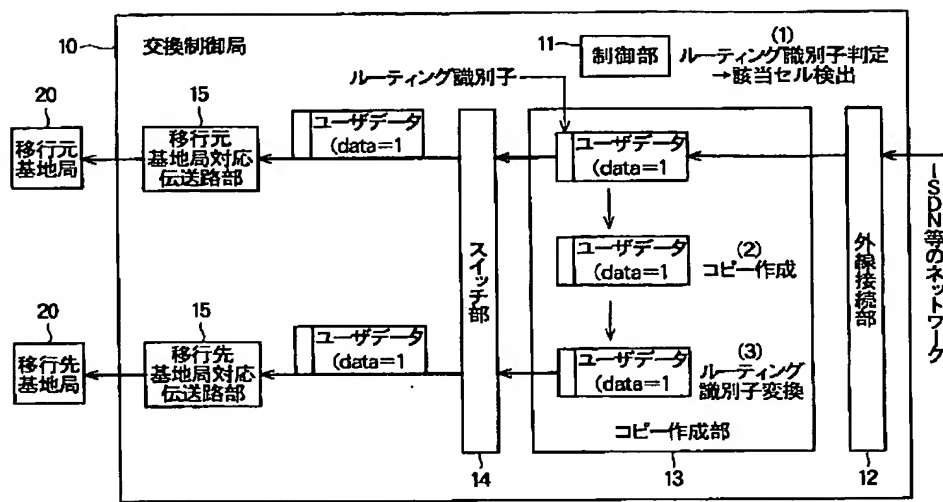 10
交換制御局
11
制御部
(1)
ルーティング識別子判定
→該当セル検出
ルーティング識別子
20
移行元
基地局
15
移行元
基地局対応
伝送路部
ユーザデータ
(data=1
ユーザデータ
(data=1
ユーザデータ
(data=1
(2)
コピー作成
スイッチ部
外線接続部
ISDN等のネットワーク
20
移行先
基地局
15
移行先
基地局対応
伝送路部
ユーザデータ
(data=1
ユーザデータ
(data=1
(3)
ルーティング
識別子変換
コピー作成部
14
13
12